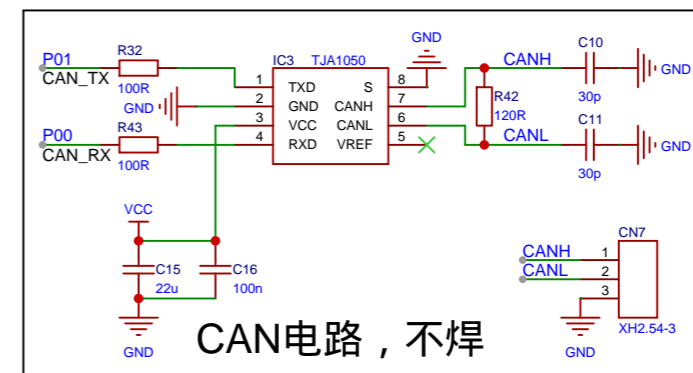 GND
P01
R32
IC3
TJA1050
CANH
C10
CAN_TX
100R
1
TXD
S
8
GND
GND
2
GND
CANH
7
R42
30p
P00
R43
3
VCC
CANL
6
120R
CANL
C11
4
RXD
VREF
5
GND
CAN_RX
100R
30p
VCC
CN7
CANH
1
C15
C16
CANL
2
22u
100n
3
CAN电路，不焊
XH2.54-3
GND
GND